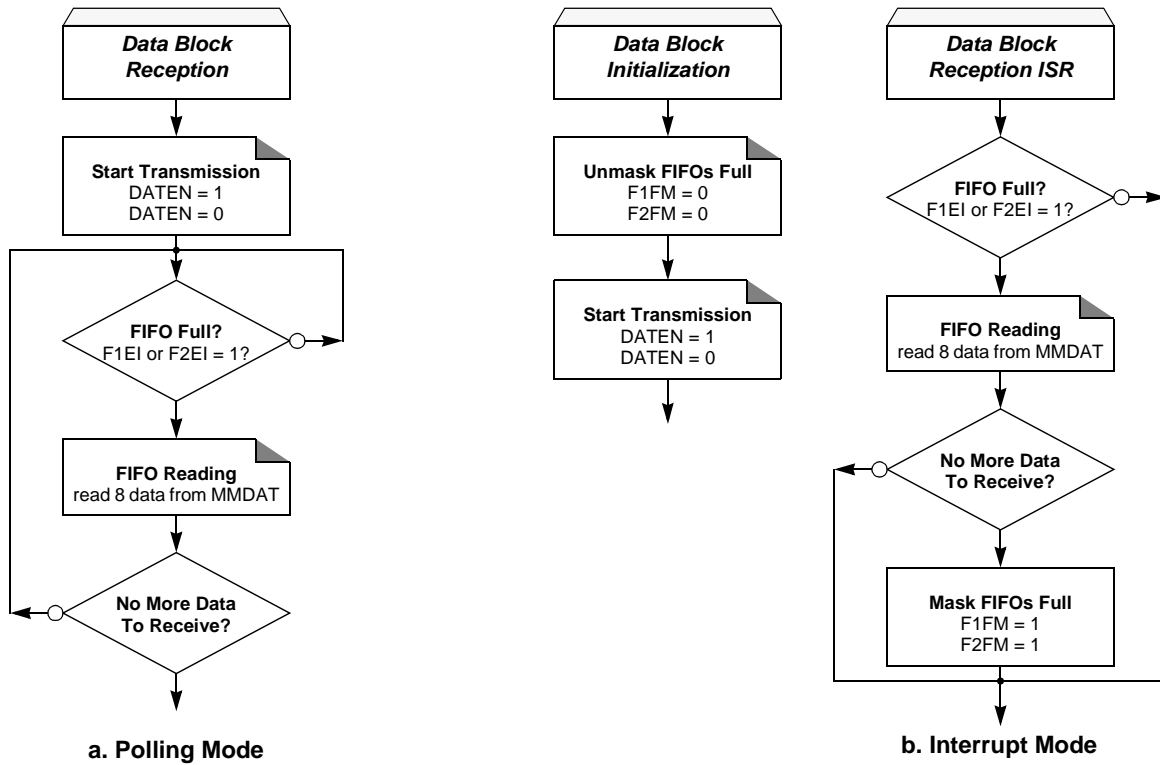 Data Block
Reception
Start Transmission
DATEN = 1
DATEN = 0
FIFO Full?
F1EI or F2EI = 1?
FIFO Reading
read 8 data from MMDAT
No More Data
To Receive?
a. Polling Mode
Data Block
Initialization
Unmask FIFOs Full
F1FM = 0
F2FM = 0
Start Transmission
DATEN = 1
DATEN = 0
Data Block
Reception ISR
FIFO Full?
F1EI or F2EI = 1?
FIFO Reading
read 8 data from MMDAT
No More Data
To Receive?
Mask FIFOs Full
F1FM = 1
F2FM = 1
b. Interrupt Mode